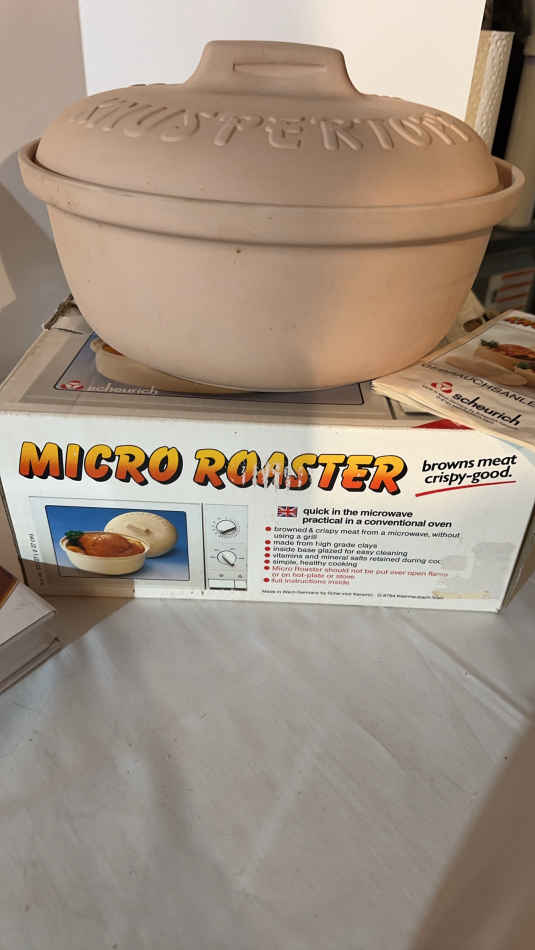 KNUSPERTOPF
scheurich
GEBRAUCHSANL
scheurich
MICRO ROASTER
browns meat
crispy-good.
quick in the microwave
practical in a conventional oven
browned & crispy meat from a microwave, without
using a grill
made from high grade clays
inside base glazed for easy cleaning
vitamins and mineral salts retained during coo
simple, healthy cooking
Micro Roaster should not be put over open flame
or on hot-plate or stove
full instructions inside
Made in West-Germany by Scheurich Keramik